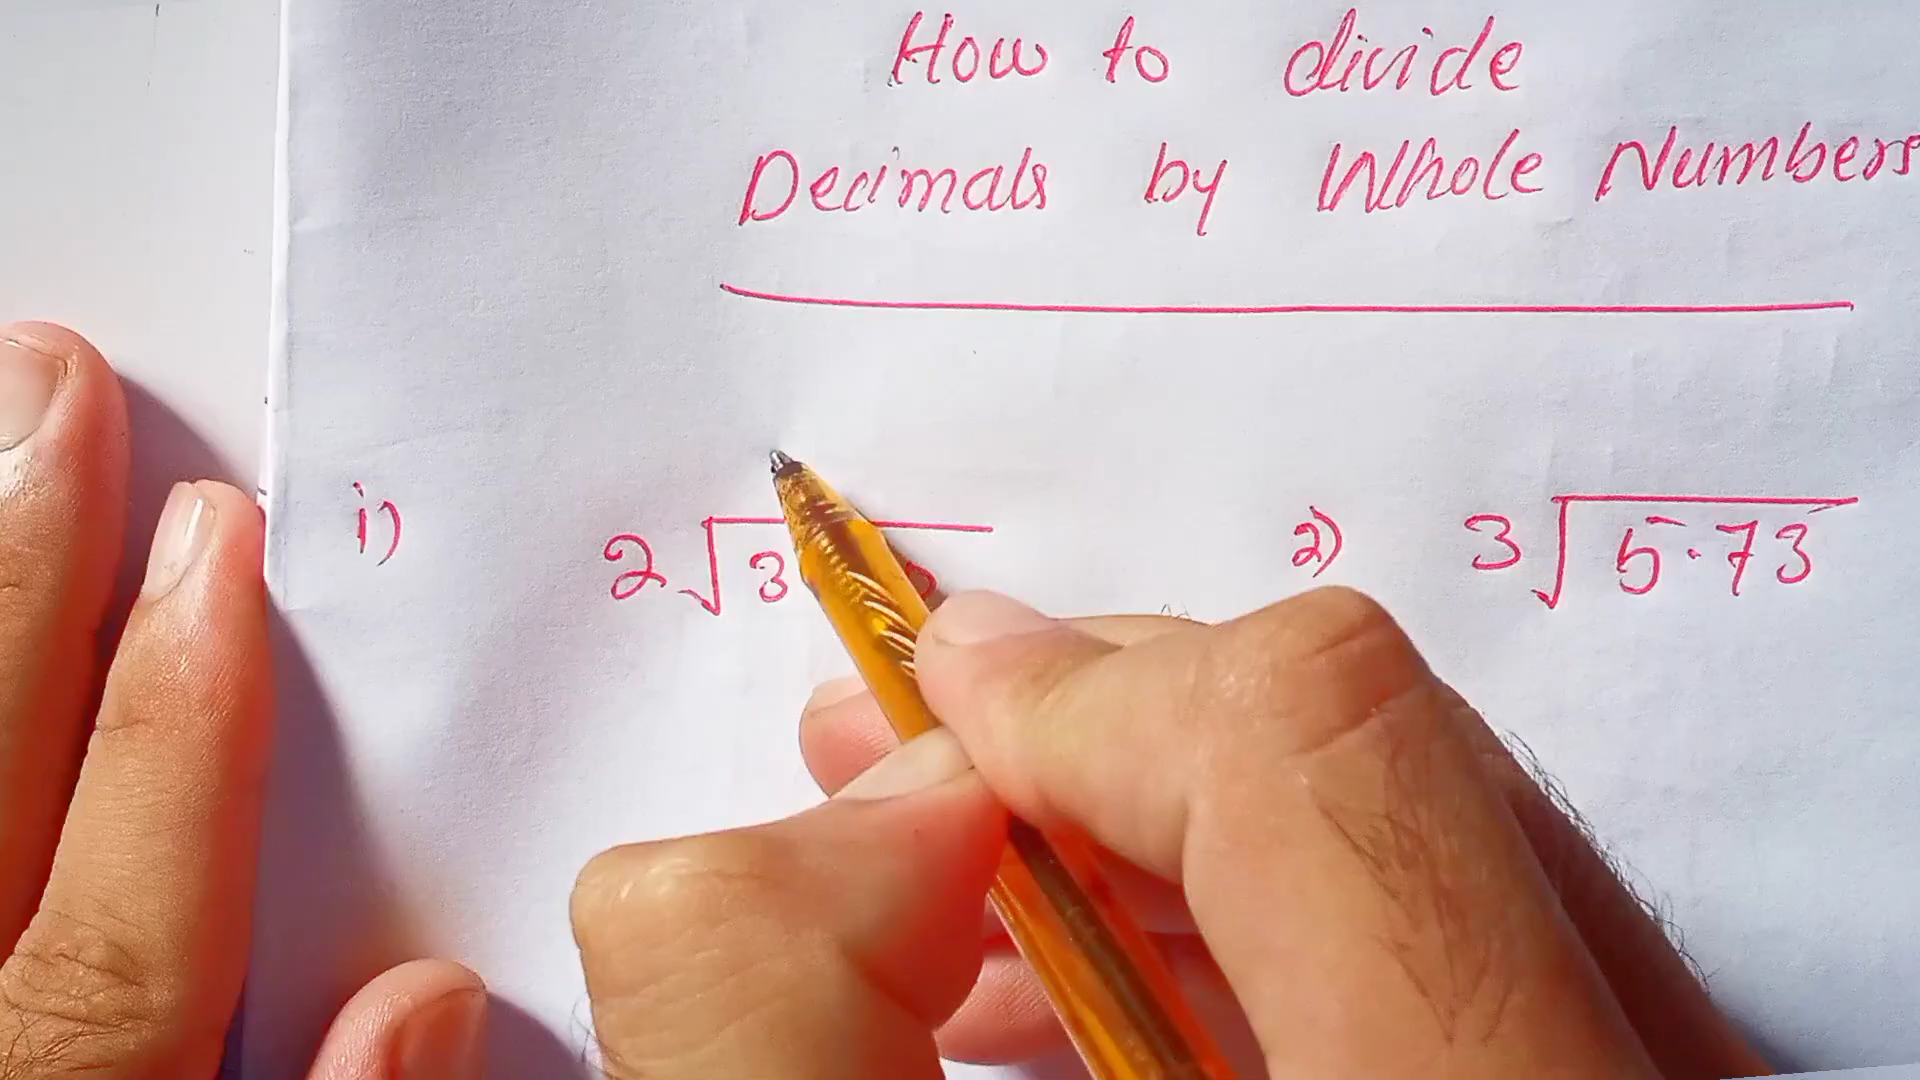 How to divide
Decimals by Whole Numbers
i) 2 3
2) 3 5.73